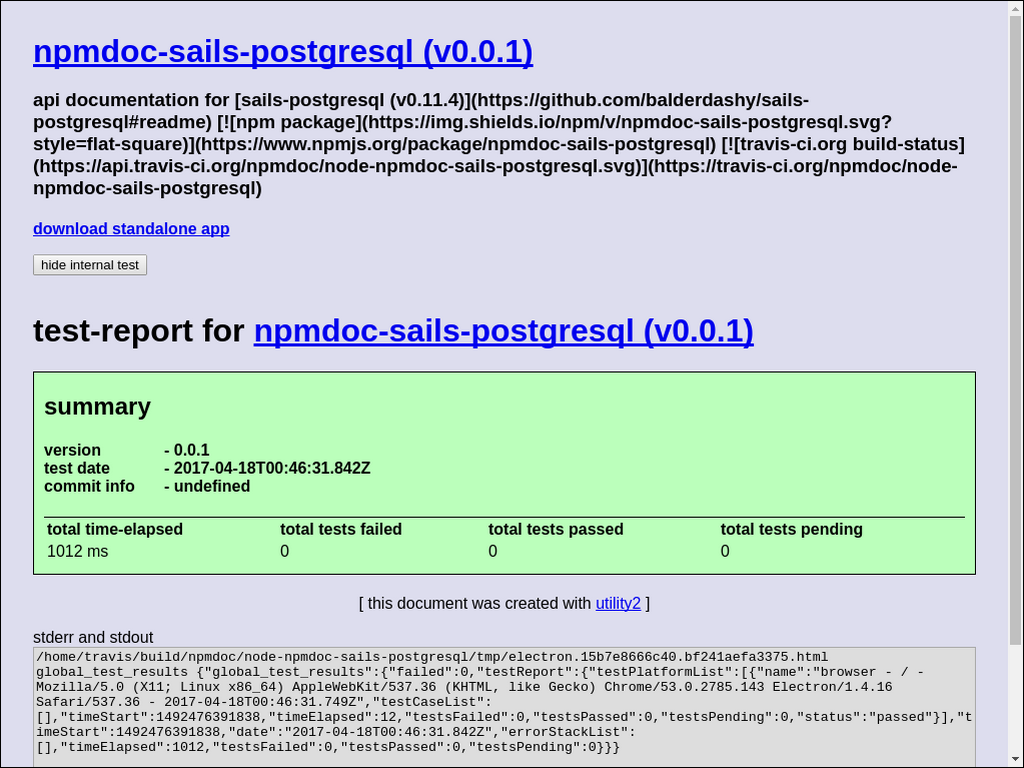 npmdoc-sails-postgresql (v0.0.1)
api documentation for [sails-postgresql (v0.11.4)](https://github.com/balderdashy/sails-
postgresql#readme) [![npm package](https://img.shields.io/npm/v/npmdoc-sails-postgresql.svg?
style=flat-square)](https://www.npmjs.org/package/npmdoc-sails-postgresql) [![travis-ci.org build-status]
(https://api.travis-ci.org/npmdoc/node-npmdoc-sails-postgresql.svg)](https://travis-ci.org/npmdoc/node-
npmdoc-sails-postgresql)
download standalone app
hide internal test
test-report for npmdoc-sails-postgresql (v0.0.1)
summary
version - 0.0.1
test date - 2017-04-18T00:46:31.842Z
commit info - undefined
total time-elapsed total tests failed total tests passed total tests pending
1012 ms 0 0 0
[ this document was created with utility2 ]
stderr and stdout
/home/travis/build/npmdoc/node-npmdoc-sails-postgresql/tmp/electron.15b7e8666c40.bf241aefa3375.html
global_test_results {"global_test_results":{"failed":0,"testReport":{"testPlatformList":[{"name":"browser - / -
Mozilla/5.0 (X11; Linux x86_64) AppleWebKit/537.36 (KHTML, like Gecko) Chrome/53.0.2785.143 Electron/1.4.16
Safari/537.36 - 2017-04-18T00:46:31.749Z","testCaseList":
[],"timeStart":1492476391838,"timeElapsed":12,"testsFailed":0,"testsPassed":0,"testsPending":0,"status":"passed"}],"t
imeStart":1492476391838,"date":"2017-04-18T00:46:31.842Z","errorStackList":
[],"timeElapsed":1012,"testsFailed":0,"testsPassed":0,"testsPending":0}}}